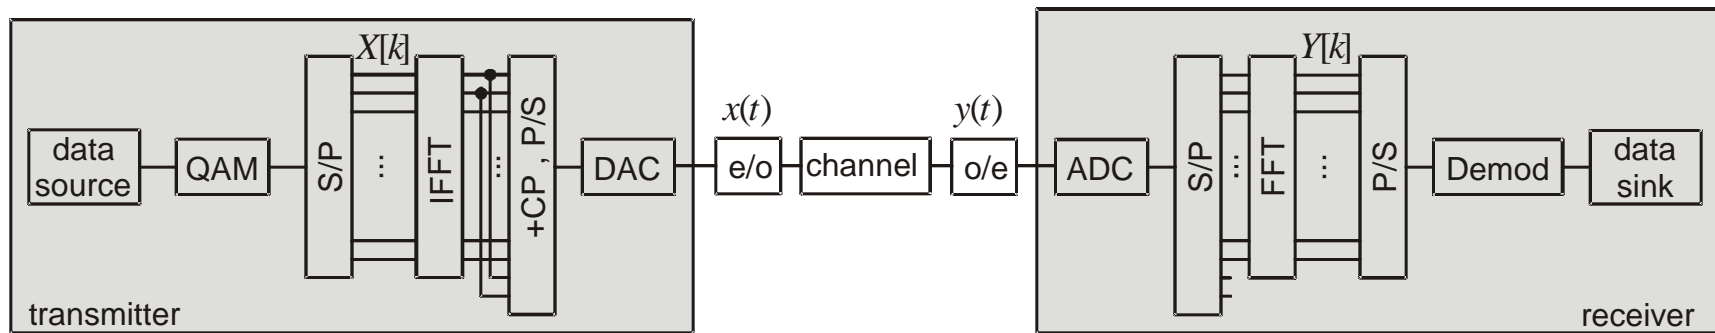 data
source
QAM
S/P
X[k]
...
IFFT
...
+CP , P/S
DAC
transmitter
x(t)
e/o
channel
y(t)
o/e
ADC
S/P
...
FFT
Y[k]
...
P/S
Demod
data
sink
receiver